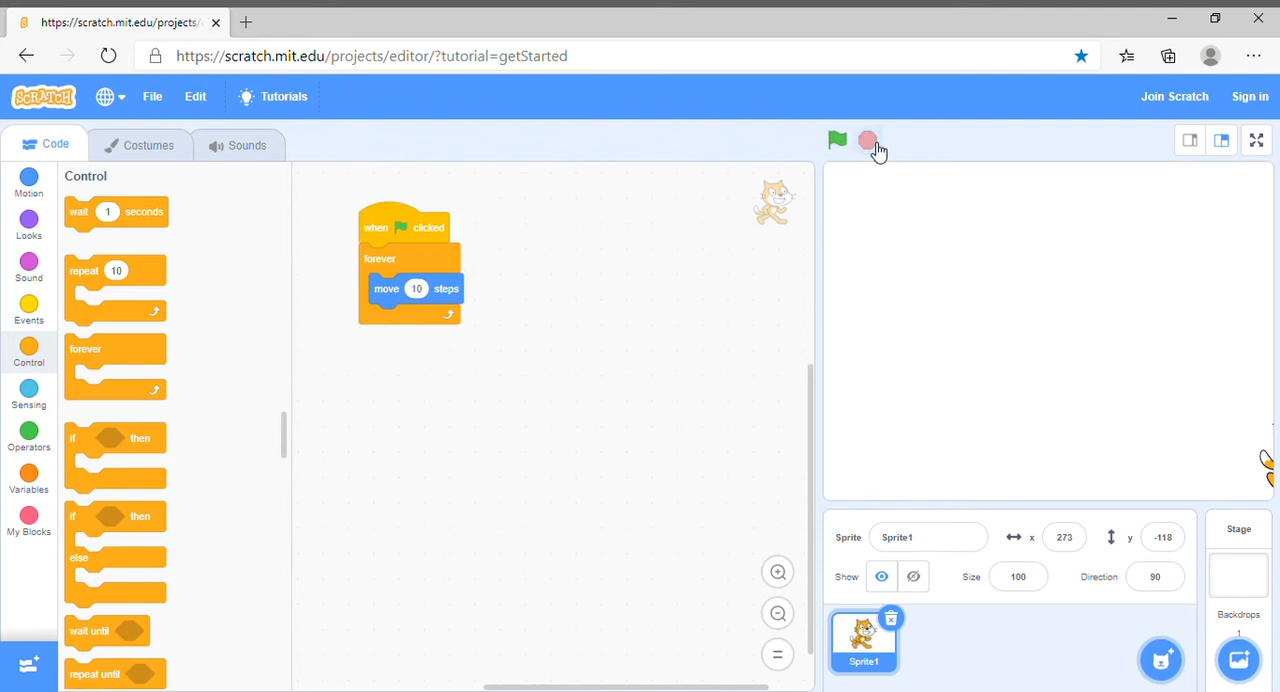 https://scratch.mit.edu/projects/
https://scratch.mit.edu/projects/editor/?tutorial=getStarted
SCRATCH
File
Edit
Tutorials
Join Scratch
Sign in
Code
Costumes
Sounds
Motion
Looks
Sound
Events
Control
Sensing
Operators
Variables
My Blocks
Control
wait 1 seconds
repeat 10
forever
if then
if then
else
wait until
repeat until
when clicked
forever
move 10 steps
Sprite Sprite1 x 273 y -118
Show Size 100 Direction 90
Sprite1
Stage
Backdrops
1